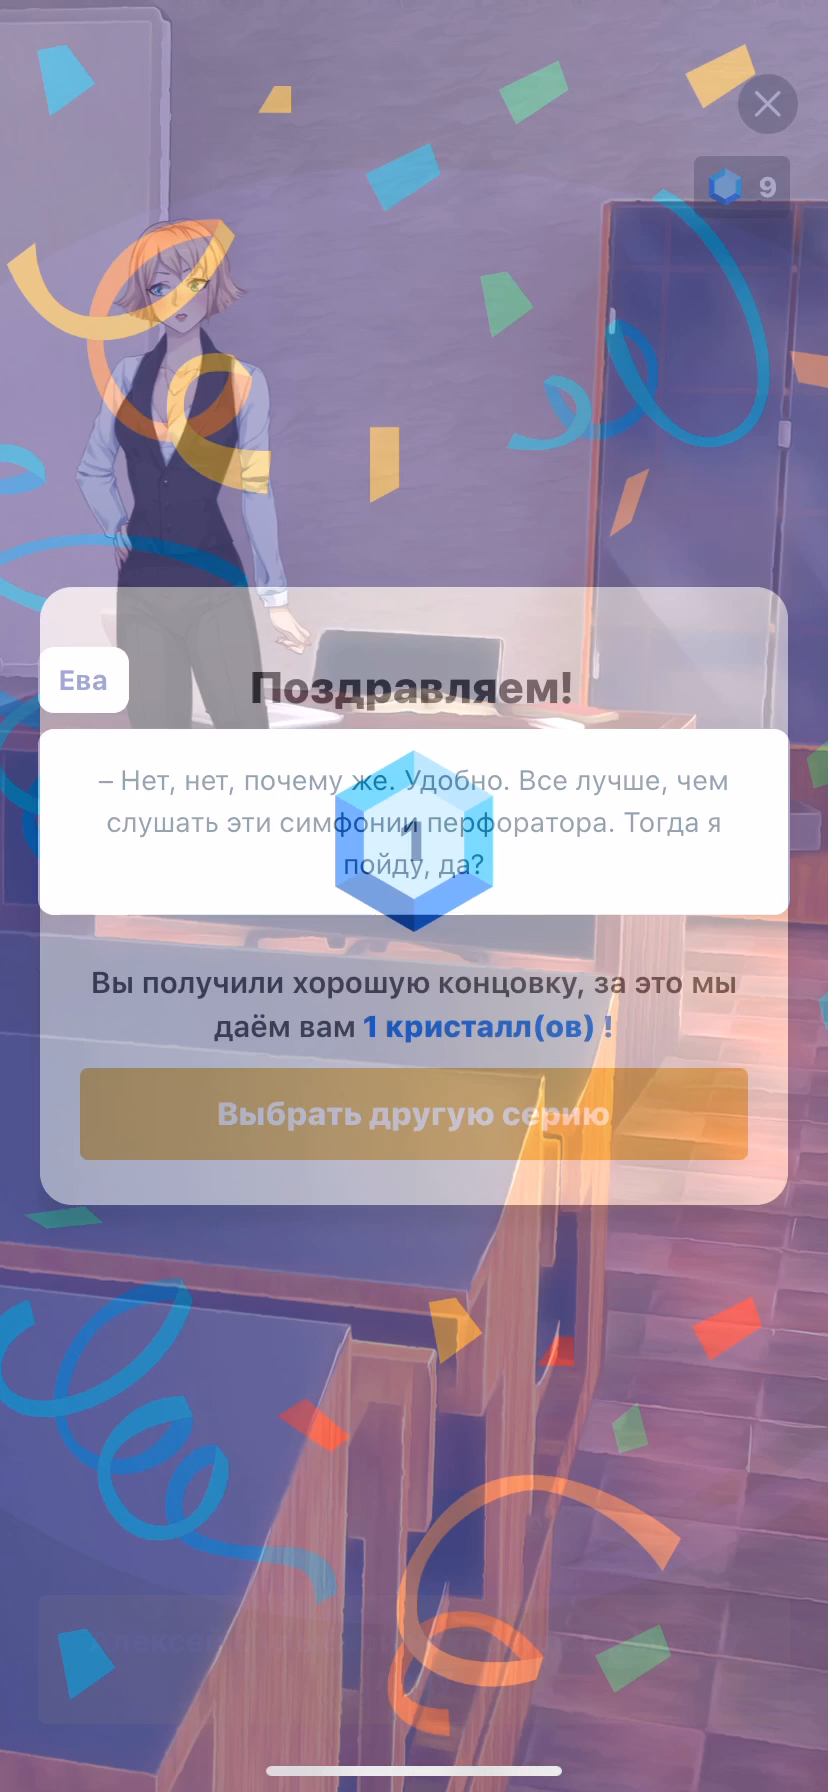 9
Ева
Поздравляем!
– Нет, нет, почему же. Удобно. Все лучше, чем
слушать эти симфонии перфоратора. Тогда я
пойду, да?
1
Вы получили хорошую концовку, за это мы
даём вам 1 кристалл(ов) !
Выбрать другую серию